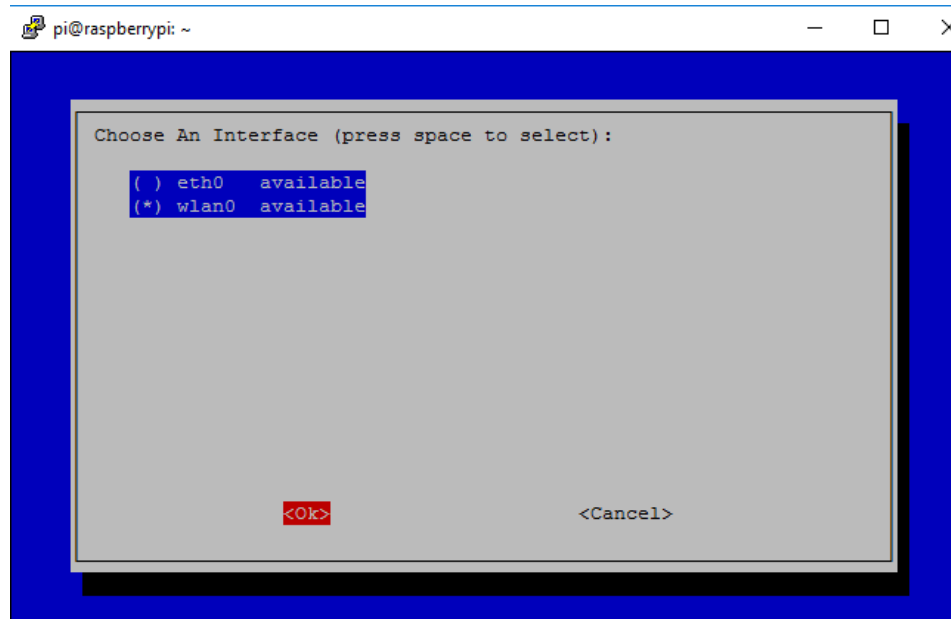 pi@raspberrypi: ~
Choose An Interface (press space to select):
( ) eth0   available
(*) wlan0  available
<Ok> <Cancel>